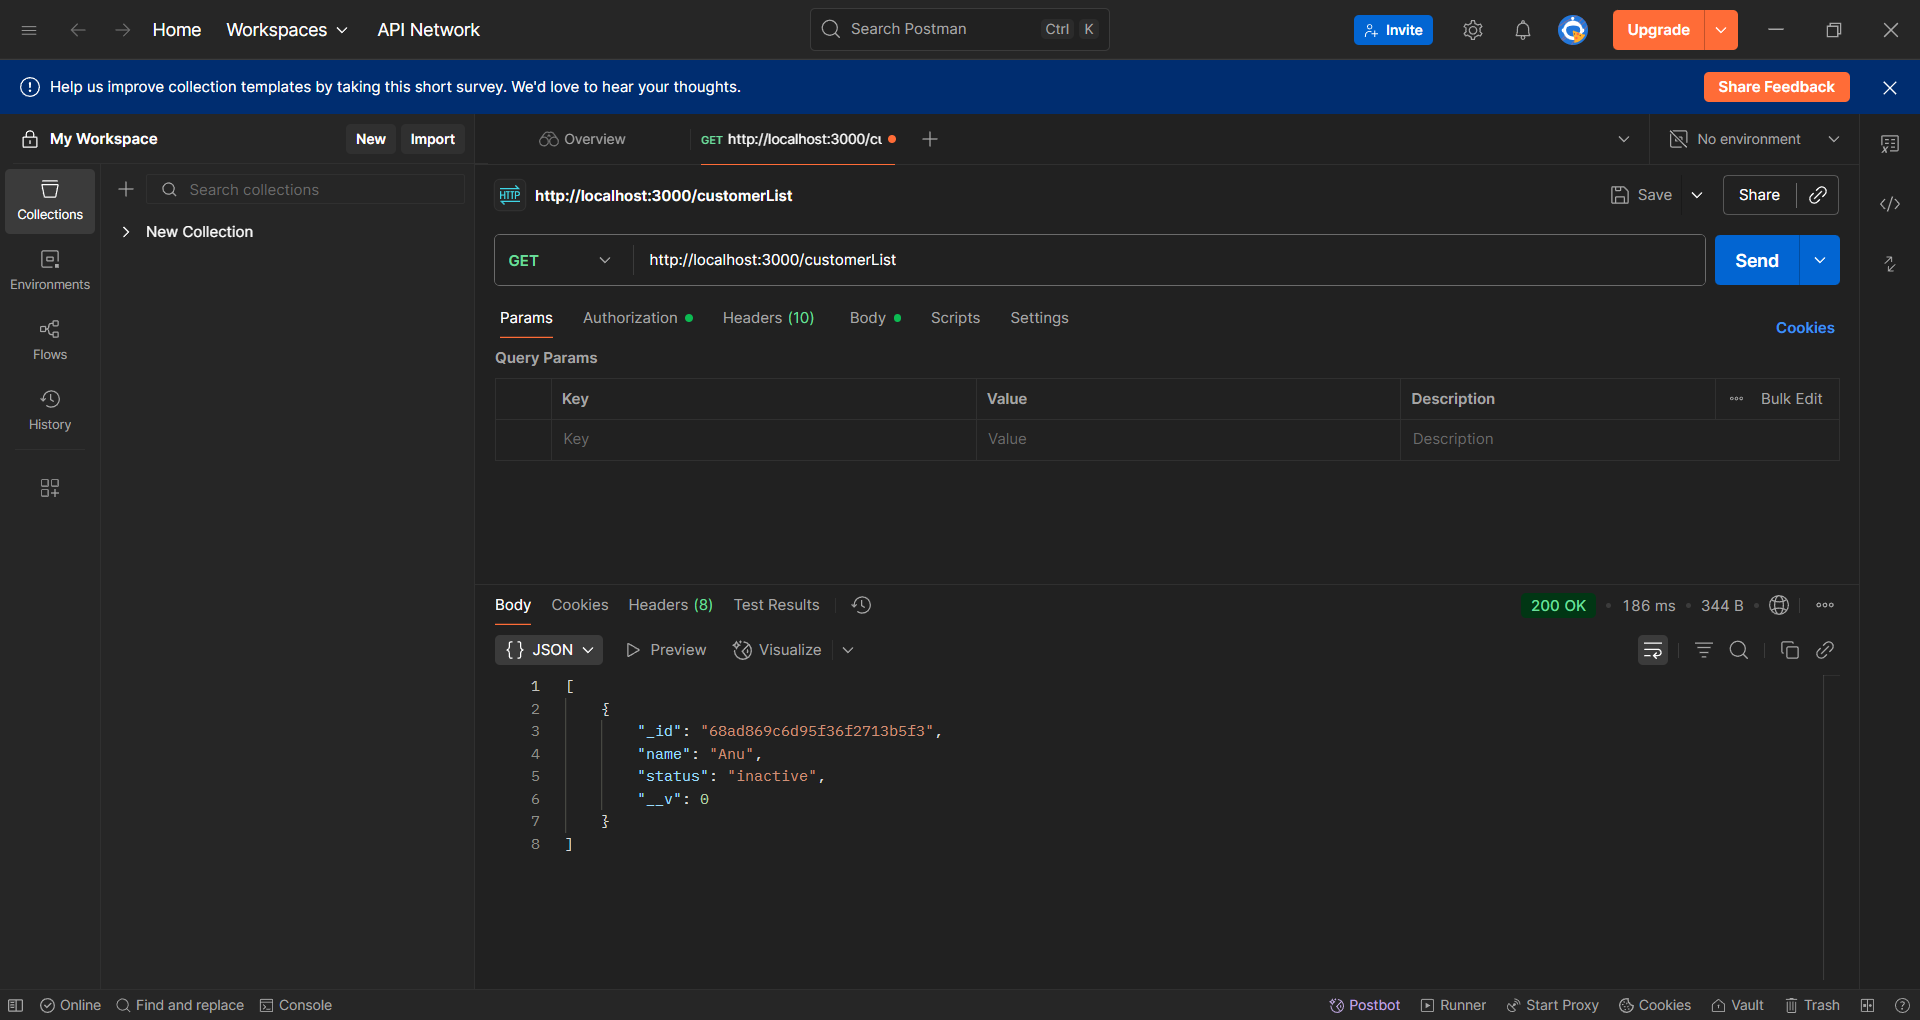 Home Workspaces API Network Search Postman Ctrl K Invite Upgrade
Help us improve collection templates by taking this short survey. We'd love to hear your thoughts. Share Feedback
My Workspace New Import Overview GET http://localhost:3000/cu No environment
Collections Search collections HTTP http://localhost:3000/customerList Save Share
New Collection
GET http://localhost:3000/customerList Send
Environments
Params Authorization Headers (10) Body Scripts Settings Cookies
Flows
Query Params
Key Value Description Bulk Edit
History
Key Value Description
Body Cookies Headers (8) Test Results 200 OK 186 ms 344 B
{} JSON Preview Visualize
1 [
2 {
3 "_id": "68ad869c6d95f36f2713b5f3",
4 "name": "Anu",
5 "status": "inactive",
6 "__v": 0
7 }
8 ]
Online Find and replace Console Postbot Runner Start Proxy Cookies Vault Trash